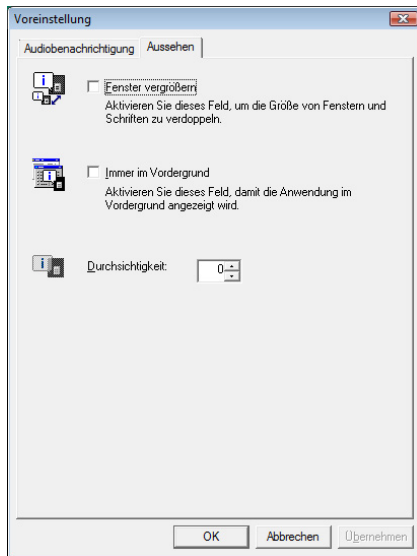 Voreinstellung
Audiobenachrichtigung Aussehen
Fenster vergrößern
Aktivieren Sie dieses Feld, um die Größe von Fenstern und
Schriften zu verdoppeln.
Immer im Vordergrund
Aktivieren Sie dieses Feld, damit die Anwendung im
Vordergrund angezeigt wird.
Durchsichtigkeit: 0
OK Abbrechen Übernehmen